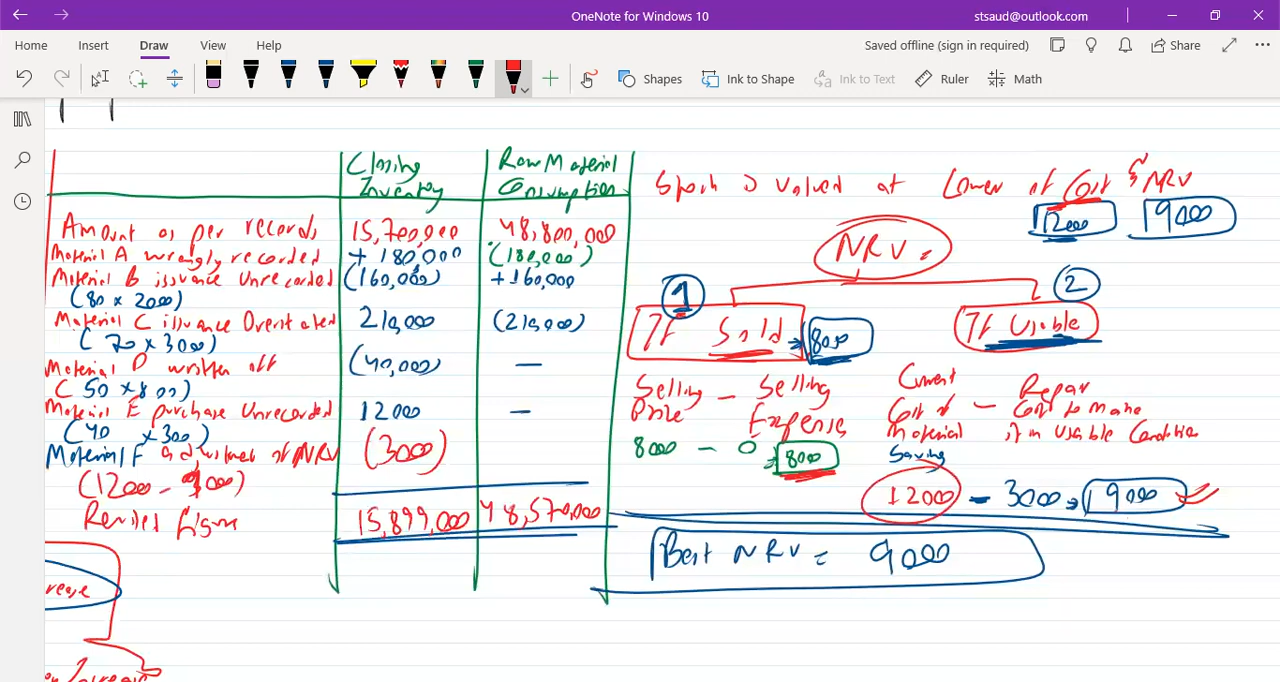 OneNote for Windows 10
stsaud@outlook.com
Home Insert Draw View Help
Saved offline (sign in required)
Share
Shapes
Ink to Shape
Ink to Text
Ruler
Math
Closing Inventory
Raw Material Consumption
Amount as per records 15,700,000 48,800,000
Material A wrongly recorded + 180,000 (180,000)
Material B issuance Unrecorded (160,000) +160,000
(80 x 2000)
Material C issuance Overstated 210,000 (210,000)
(70 x 3000)
Material D written off (40,000) —
(50 x 800)
Material E purchase Unrecorded 12000 —
(40 x 300)
Material F adjustment of NRV (3000)
(12000 - 9000)
Revised figure 15,899,000 48,570,000
Stock is valued at Lower of Cost & NRV
12000 9000
NRV =
1
If Sold 8000
2
If Usable
Selling Price — Selling Expense
8000 — 0 8000
Current Cost of Material — Repair Cost to make it in Usable Condition
Saving
12000 - 3000 = 9000
Best NRV = 9000